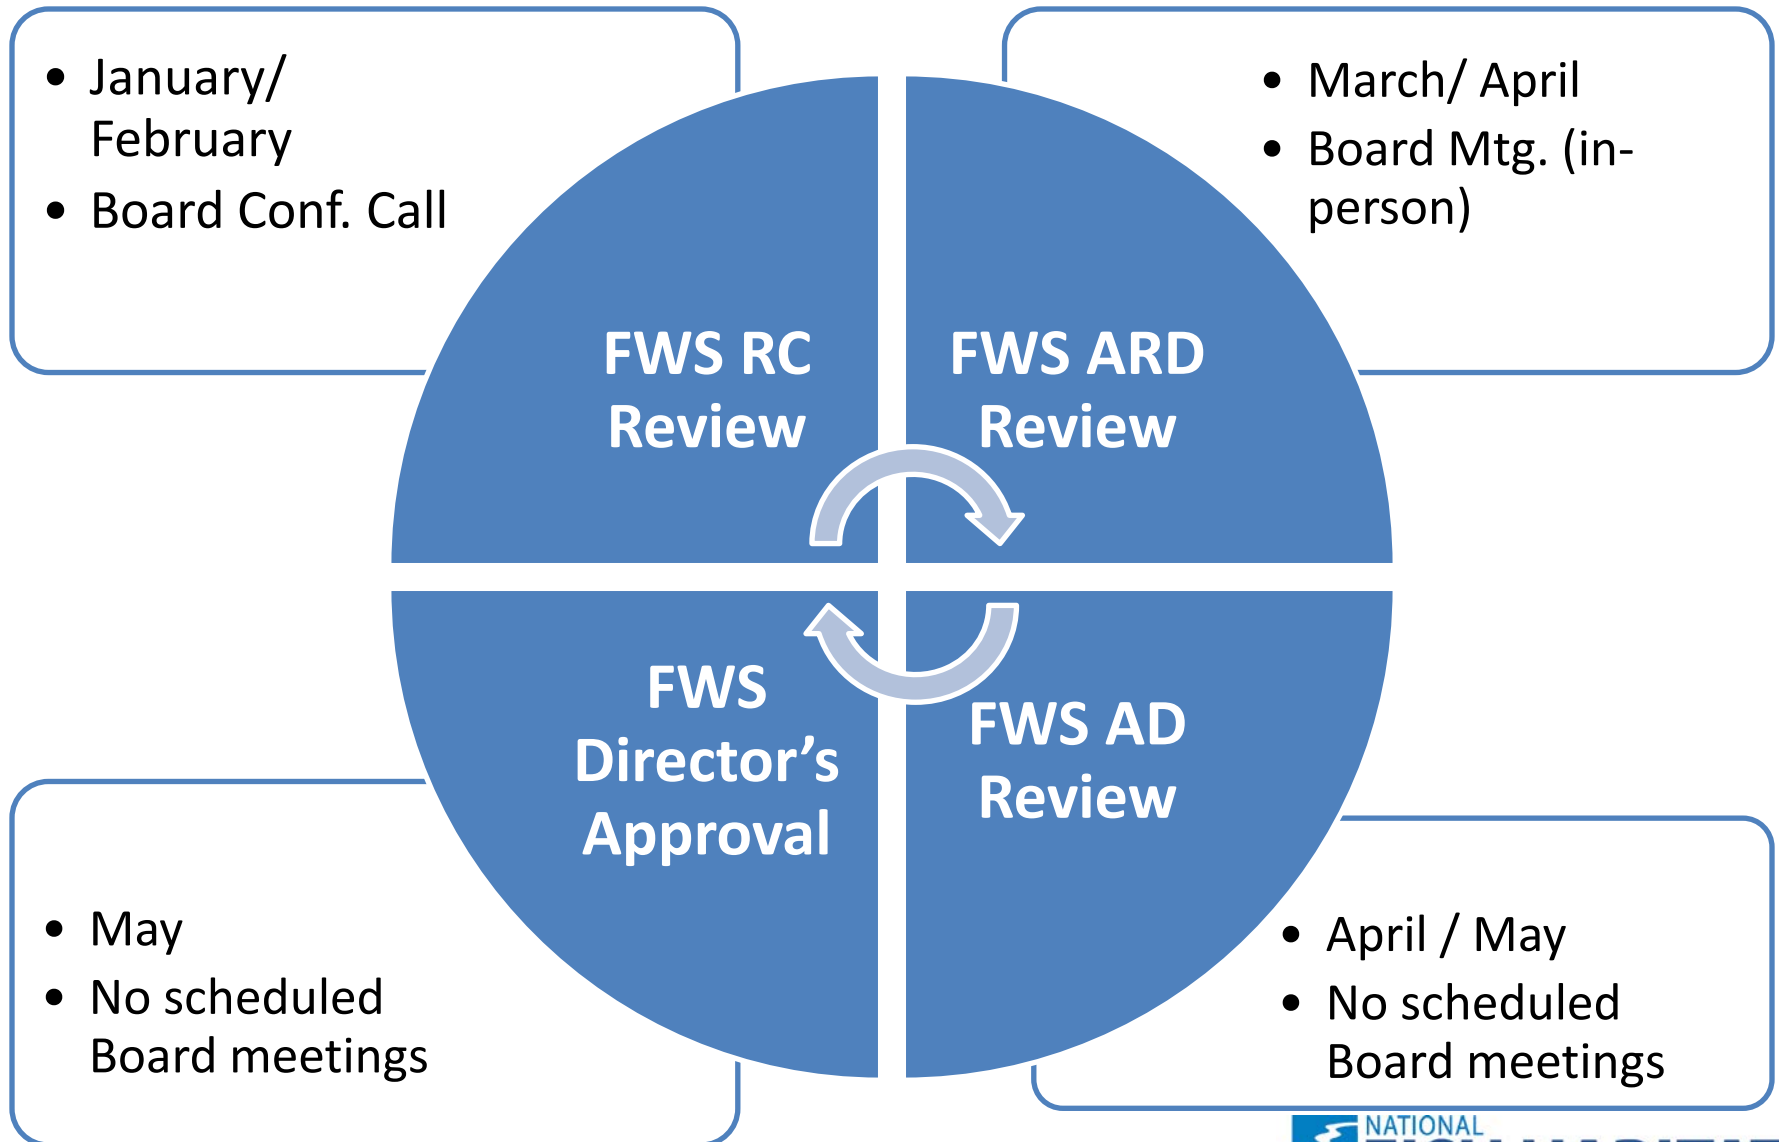 • January/
February
• Board Conf. Call
• March/ April
• Board Mtg. (in-
person)
FWS RC
Review
FWS ARD
Review
FWS
Director’s
Approval
FWS AD
Review
• May
• No scheduled
Board meetings
• April / May
• No scheduled
Board meetings
NATIONAL